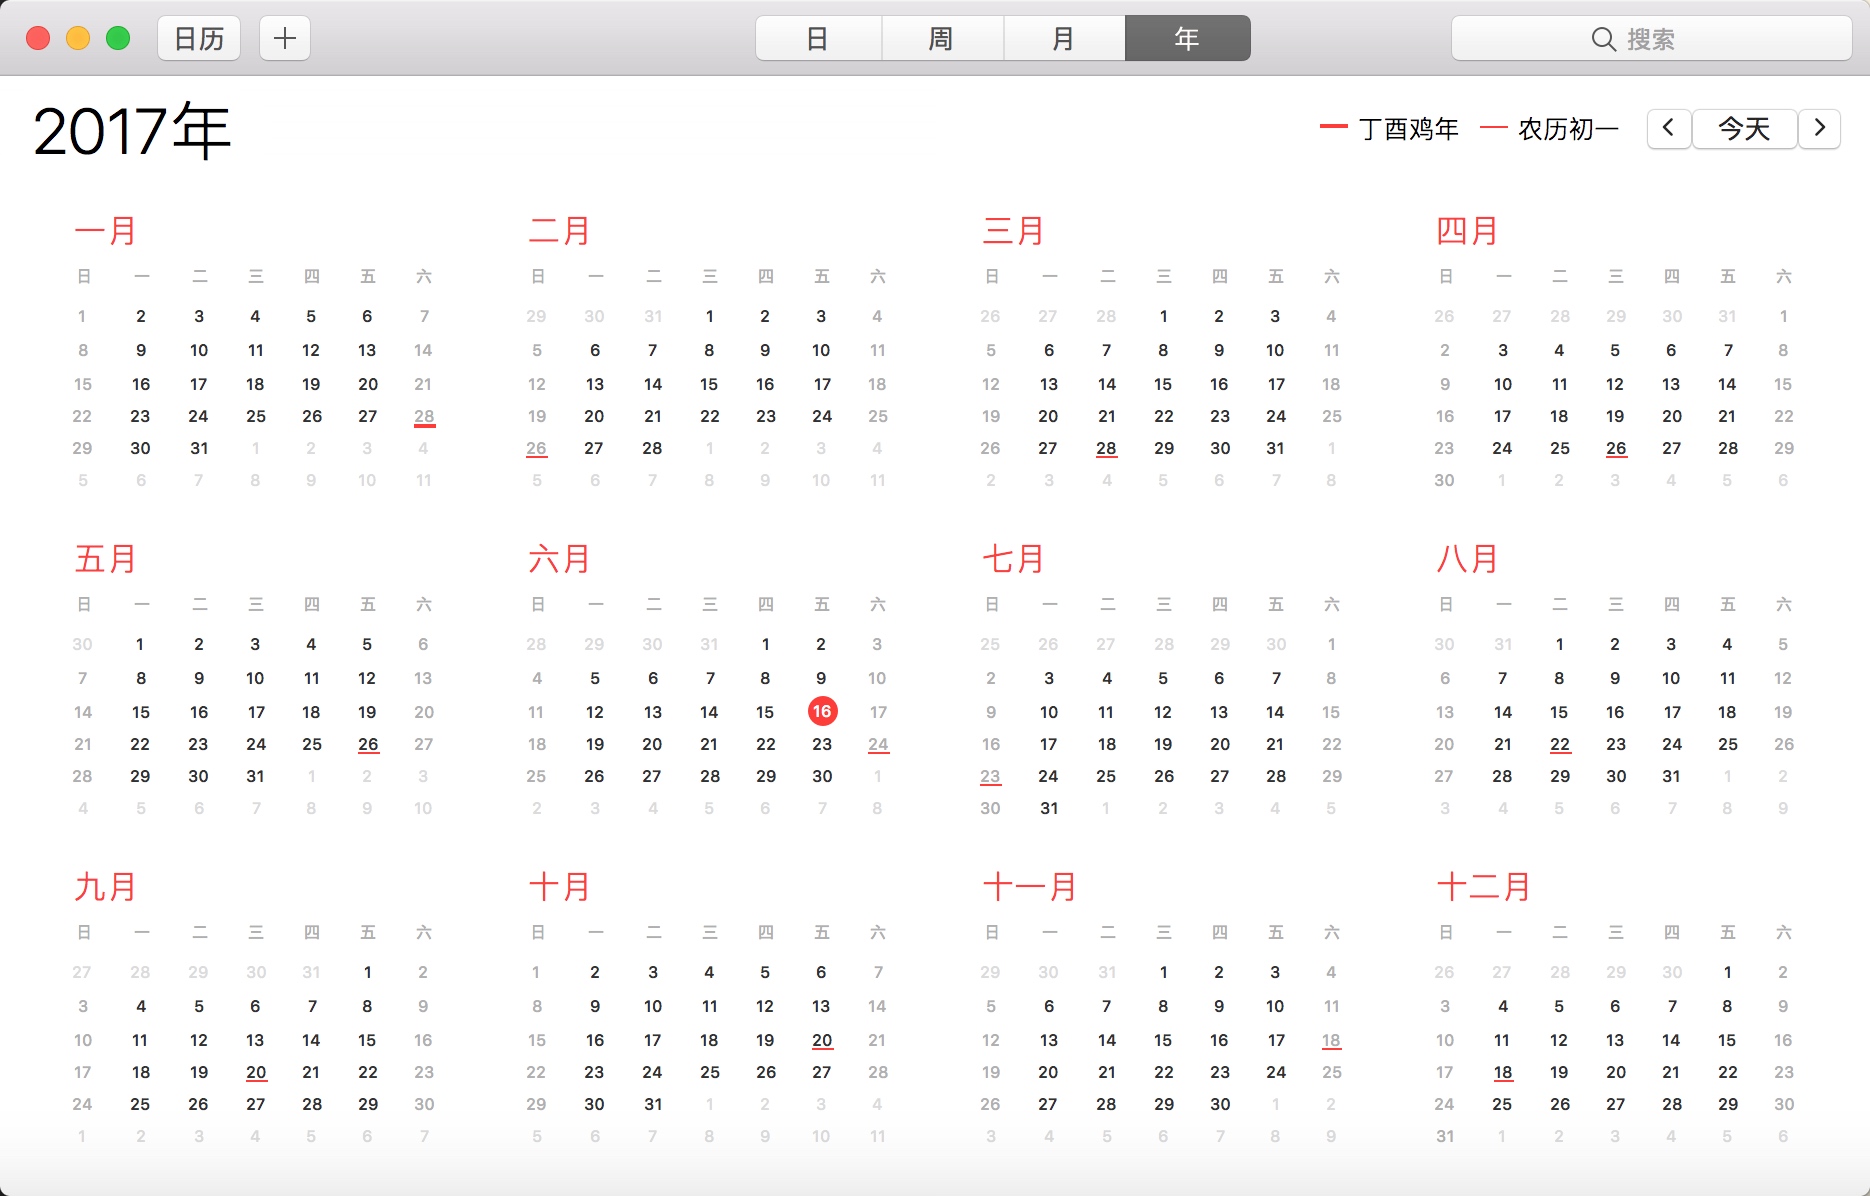 日历 + 日 周 月 年 搜索
2017年 丁酉鸡年 农历初一 今天
一月 二月 三月 四月
日 一 二 三 四 五 六 日 一 二 三 四 五 六 日 一 二 三 四 五 六 日 一 二 三 四 五 六
1 2 3 4 5 6 7 29 30 31 1 2 3 4 26 27 28 1 2 3 4 26 27 28 29 30 31 1
8 9 10 11 12 13 14 5 6 7 8 9 10 11 5 6 7 8 9 10 11 2 3 4 5 6 7 8
15 16 17 18 19 20 21 12 13 14 15 16 17 18 12 13 14 15 16 17 18 9 10 11 12 13 14 15
22 23 24 25 26 27 28 19 20 21 22 23 24 25 19 20 21 22 23 24 25 16 17 18 19 20 21 22
29 30 31 1 2 3 4 26 27 28 1 2 3 4 26 27 28 29 30 31 1 23 24 25 26 27 28 29
5 6 7 8 9 10 11 5 6 7 8 9 10 11 2 3 4 5 6 7 8 30 1 2 3 4 5 6
五月 六月 七月 八月
日 一 二 三 四 五 六 日 一 二 三 四 五 六 日 一 二 三 四 五 六 日 一 二 三 四 五 六
30 1 2 3 4 5 6 28 29 30 31 1 2 3 25 26 27 28 29 30 1 30 31 1 2 3 4 5
7 8 9 10 11 12 13 4 5 6 7 8 9 10 2 3 4 5 6 7 8 6 7 8 9 10 11 12
14 15 16 17 18 19 20 11 12 13 14 15 16 17 9 10 11 12 13 14 15 13 14 15 16 17 18 19
21 22 23 24 25 26 27 18 19 20 21 22 23 24 16 17 18 19 20 21 22 20 21 22 23 24 25 26
28 29 30 31 1 2 3 25 26 27 28 29 30 1 23 24 25 26 27 28 29 27 28 29 30 31 1 2
4 5 6 7 8 9 10 2 3 4 5 6 7 8 30 31 1 2 3 4 5 3 4 5 6 7 8 9
九月 十月 十一月 十二月
日 一 二 三 四 五 六 日 一 二 三 四 五 六 日 一 二 三 四 五 六 日 一 二 三 四 五 六
27 28 29 30 31 1 2 1 2 3 4 5 6 7 29 30 31 1 2 3 4 26 27 28 29 30 1 2
3 4 5 6 7 8 9 8 9 10 11 12 13 14 5 6 7 8 9 10 11 3 4 5 6 7 8 9
10 11 12 13 14 15 16 15 16 17 18 19 20 21 12 13 14 15 16 17 18 10 11 12 13 14 15 16
17 18 19 20 21 22 23 22 23 24 25 26 27 28 19 20 21 22 23 24 25 17 18 19 20 21 22 23
24 25 26 27 28 29 30 29 30 31 1 2 3 4 26 27 28 29 30 1 2 24 25 26 27 28 29 30
1 2 3 4 5 6 7 5 6 7 8 9 10 11 3 4 5 6 7 8 9 31 1 2 3 4 5 6